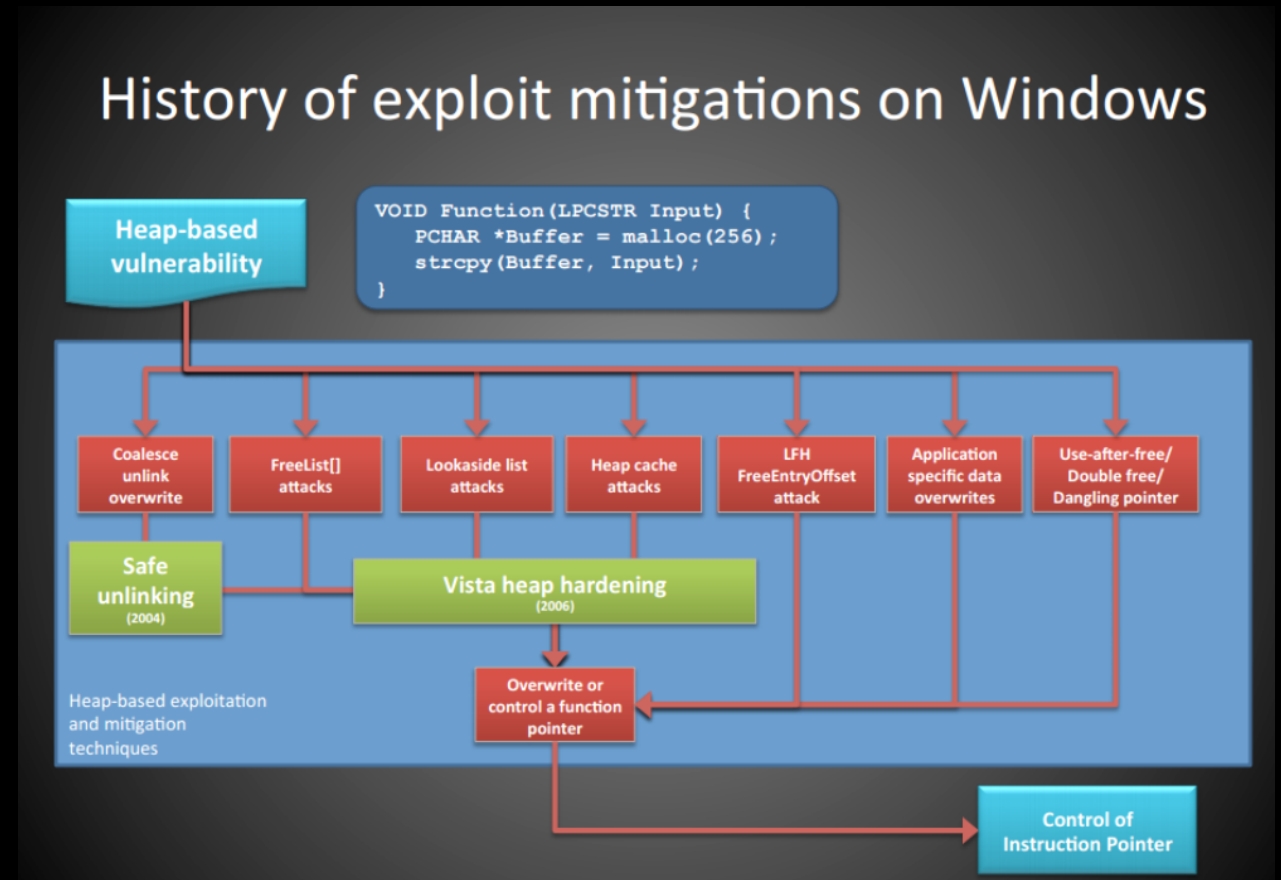 History of exploit mitigations on Windows
Heap-based
vulnerability
VOID Function(LPCSTR Input) {
PCHAR *Buffer = malloc(256);
strcpy(Buffer, Input);
}
Coalesce
unlink
overwrite
FreeList[]
attacks
Lookaside list
attacks
Heap cache
attacks
LFH
FreeEntryOffset
attack
Application
specific data
overwrites
Use-after-free/
Double free/
Dangling pointer
Safe
unlinking
(2004)
Vista heap hardening
(2006)
Overwrite or
control a function
pointer
Heap-based exploitation
and mitigation
techniques
Control of
Instruction Pointer